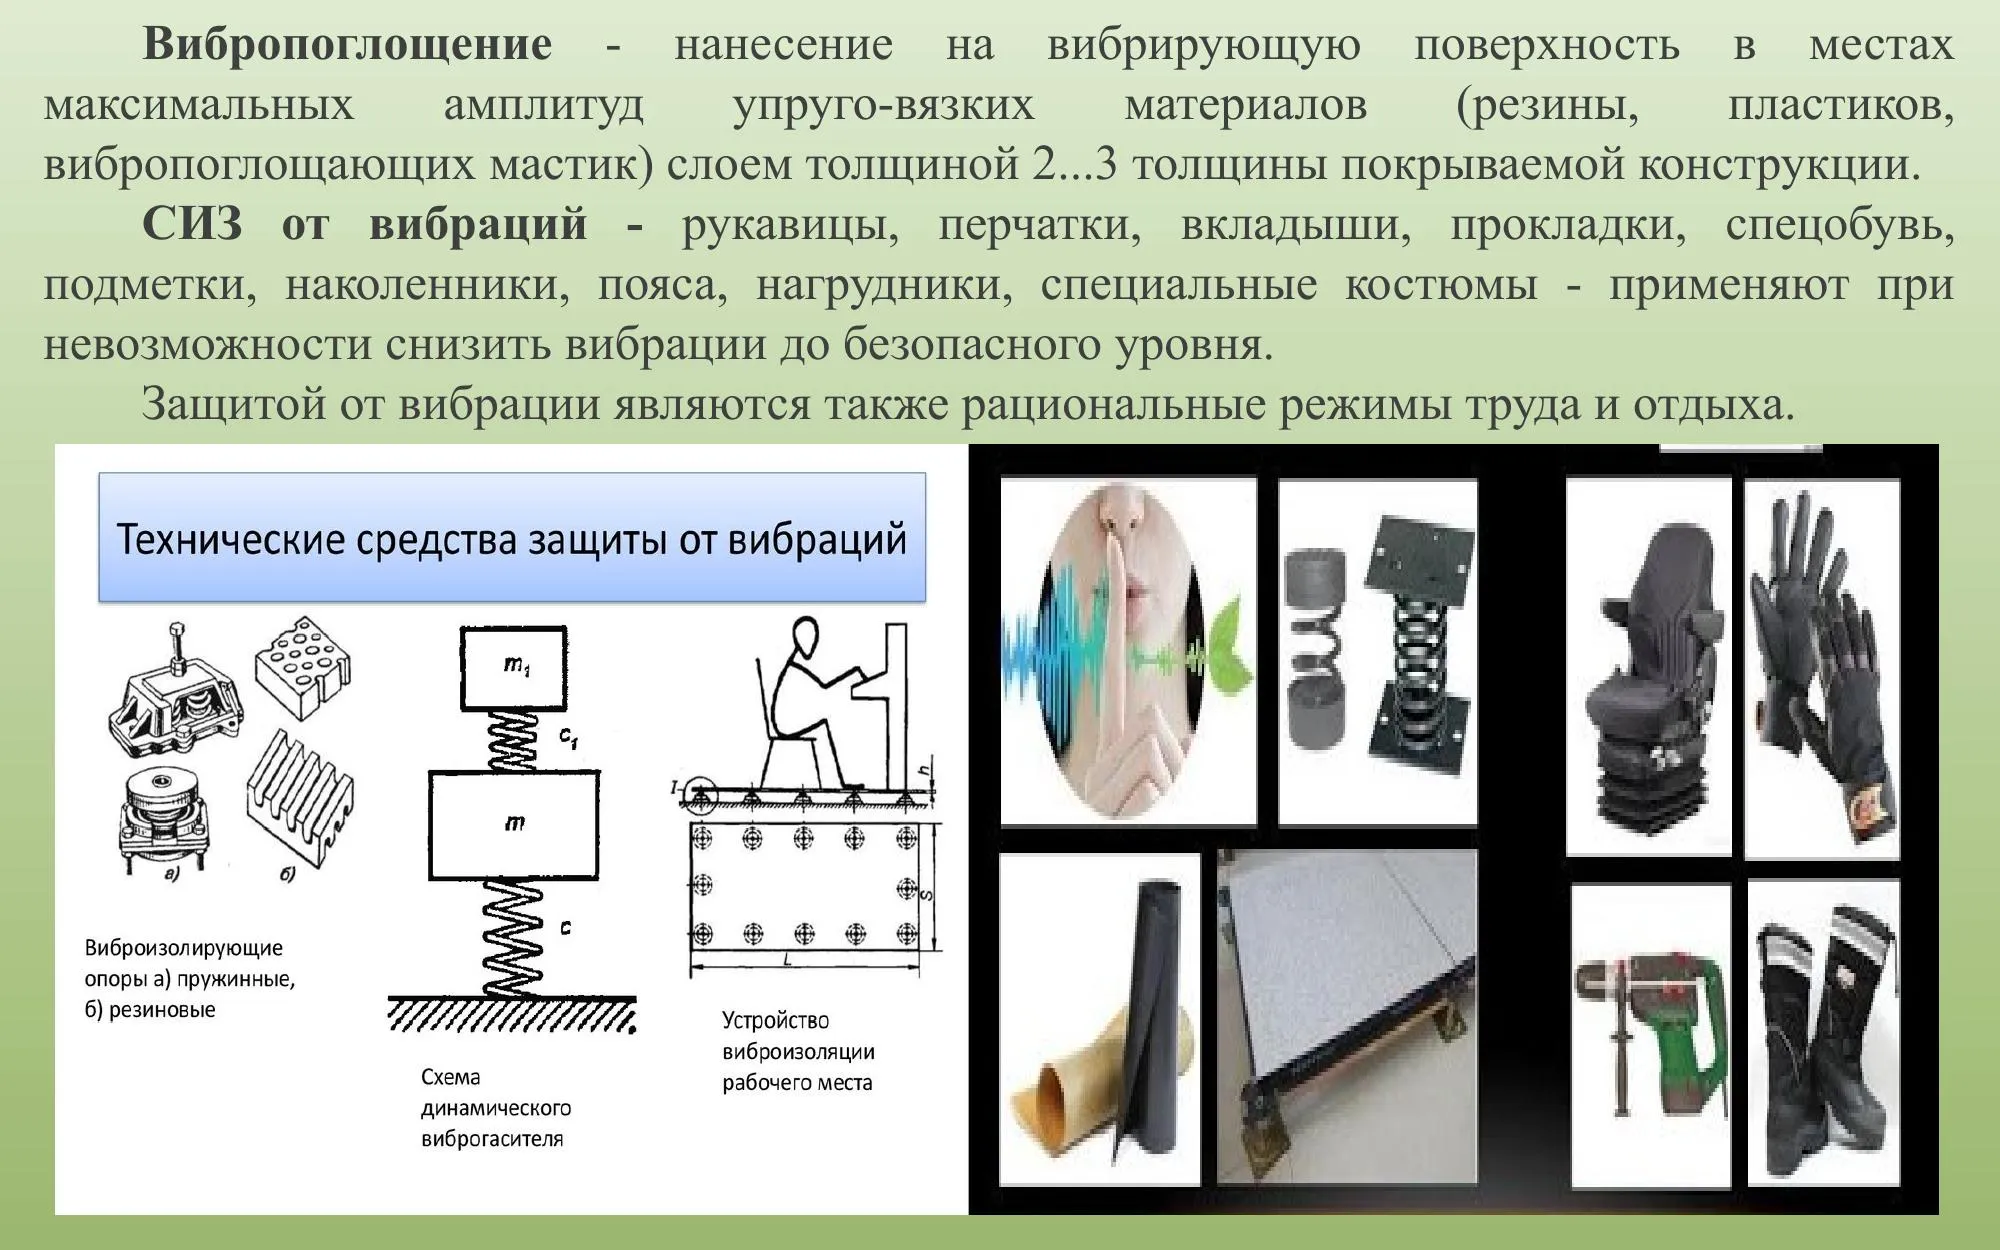 Вибропоглощение - нанесение на вибрирующую поверхность в местах
максимальных амплитуд упруго-вязких материалов (резины, пластиков,
вибропоглощающих мастик) слоем толщиной 2...3 толщины покрываемой конструкции.
СИЗ от вибраций - рукавицы, перчатки, вкладыши, прокладки, спецобувь,
подметки, наколенники, пояса, нагрудники, специальные костюмы - применяют при
невозможности снизить вибрации до безопасного уровня.
Защитой от вибрации являются также рациональные режимы труда и отдыха.
Технические средства защиты от вибраций
а)
б)
Виброизолирующие
опоры а) пружинные,
б) резиновые
m1
c1
m
c
Схема
динамического
виброгасителя
I
h
S
L
Устройство
виброизоляции
рабочего места